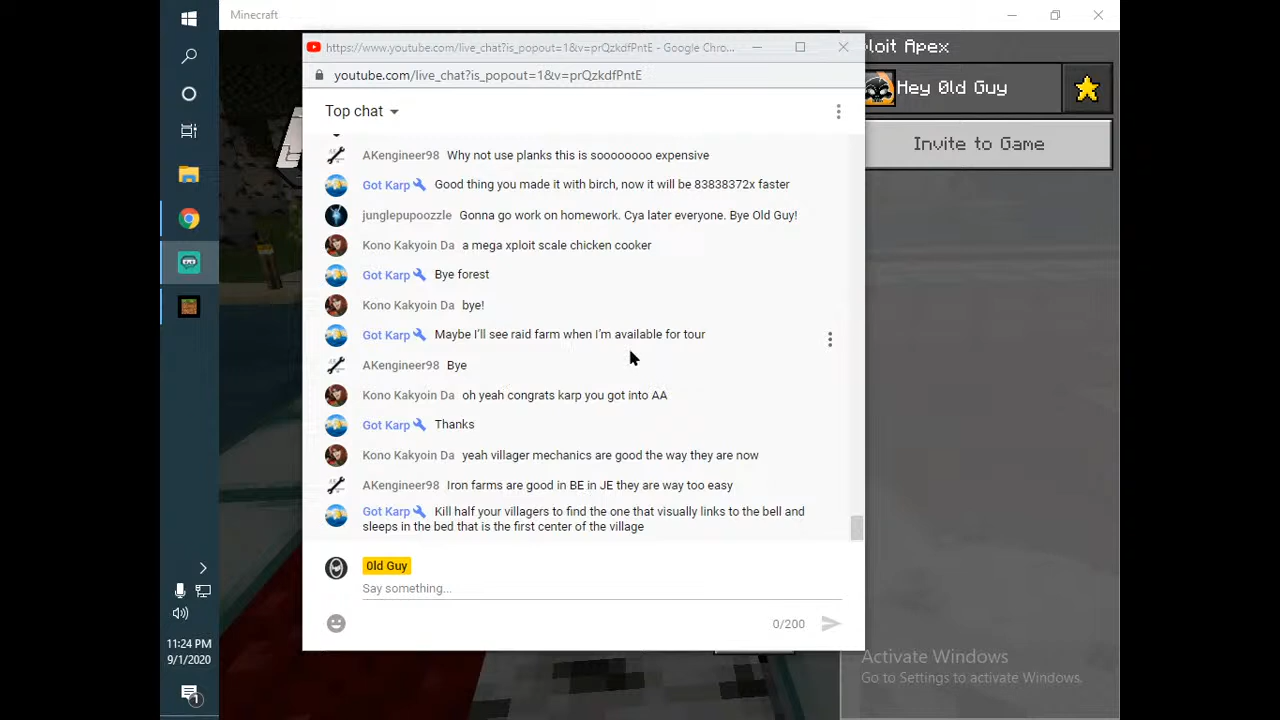 Minecraft
https://www.youtube.com/live_chat?is_popout=1&v=prQzkdfPntE - Google Chro...
youtube.com/live_chat?is_popout=1&v=prQzkdfPntE
loit Apex
Hey 0ld Guy
Invite to Game
Top chat
AKengineer98 Why not use planks this is soooooooo expensive
Got Karp Good thing you made it with birch, now it will be 83838372x faster
junglepupoozzle Gonna go work on homework. Cya later everyone. Bye Old Guy!
Kono Kakyoin Da a mega xploit scale chicken cooker
Got Karp Bye forest
Kono Kakyoin Da bye!
Got Karp Maybe I'll see raid farm when I'm available for tour
AKengineer98 Bye
Kono Kakyoin Da oh yeah congrats karp you got into AA
Got Karp Thanks
Kono Kakyoin Da yeah villager mechanics are good the way they are now
AKengineer98 Iron farms are good in BE in JE they are way too easy
Got Karp Kill half your villagers to find the one that visually links to the bell and
sleeps in the bed that is the first center of the village
0ld Guy
Say something...
0/200
11:24 PM
9/1/2020
1
Activate Windows
Go to Settings to activate Windows.